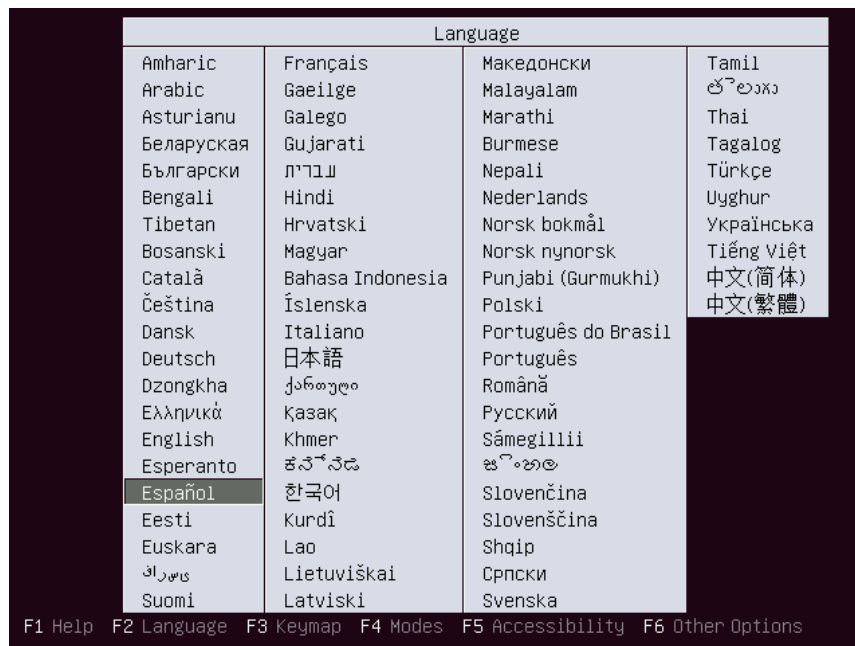 Language
Amharic
Arabic
Asturianu
Беларуская
Български
Bengali
Tibetan
Bosanski
Català
Čeština
Dansk
Deutsch
Dzongkha
Ελληνικά
English
Esperanto
Español
Eesti
Euskara
فارسی
Suomi
Français
Gaeilge
Galego
Gujarati
עברית
Hindi
Hrvatski
Magyar
Bahasa Indonesia
Íslenska
Italiano
日本語
ქართული
Қазақ
Khmer
ಕನ್ನಡ
한국어
Kurdî
Lao
Lietuviškai
Latviski
Македонски
Malayalam
Marathi
Burmese
Nepali
Nederlands
Norsk bokmål
Norsk nynorsk
Punjabi (Gurmukhi)
Polski
Português do Brasil
Português
Română
Русский
Sámegillii
සිංහල
Slovenčina
Slovenščina
Shqip
Српски
Svenska
Tamil
తెలుగు
Thai
Tagalog
Türkçe
Uyghur
Українська
Tiếng Việt
中文(简体)
中文(繁體)
F1 Help F2 Language F3 Keymap F4 Modes F5 Accessibility F6 Other Options